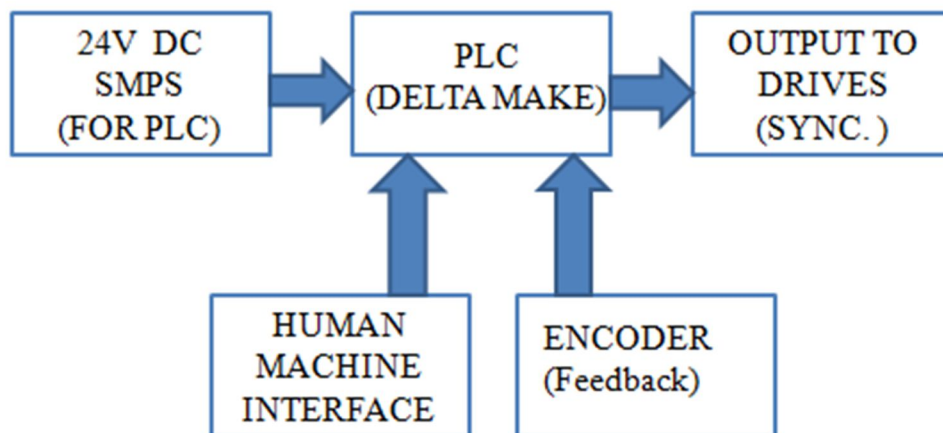 24V DC
SMPS
(FOR PLC)
PLC
(DELTA MAKE)
OUTPUT TO
DRIVES
(SYNC. )
HUMAN
MACHINE
INTERFACE
ENCODER
(Feedback)